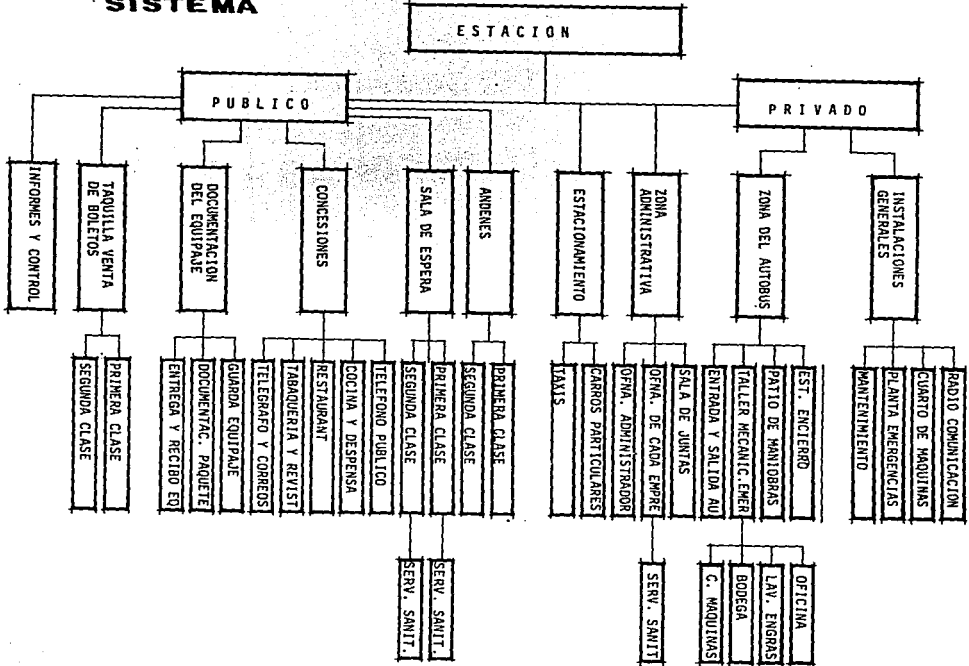 SISTEMA
ESTACION
PUBLICO
PRIVADO
INFORMES Y CONTROL
TAQUILLA VENTA
DE BOLETOS
DOCUMENTACION
DEL EQUIPAJE
CONCESIONES
SALA DE ESPERA
ANDENES
ESTACIONAMIENTO
ZONA
ADMINISTRATIVA
ZONA DEL AUTOBUS
INSTALACIONES
GENERALES
SEGUNDA CLASE
PRIMERA CLASE
ENTREGA Y RECIBO EQ
DOCUMENTAC. PAQUETE
GUARDA EQUIPAJE
TELEGRAFO Y CORREOS
TABAQUERIA Y REVIST
RESTAURANT
COCINA Y DESPENSA
TELEFONO PUBLICO
SEGUNDA CLASE
PRIMERA CLASE
SEGUNDA CLASE
PRIMERA CLASE
TAXIS
CARROS PARTICULARES
OFNA. ADMINISTRADOR
OFNA. DE CADA EMPRE
SALA DE JUNTAS
ENTRADA Y SALIDA AU
TALLER MECANIC.EMER
PATIO DE MANIOBRAS
EST. ENCIERRO
MANTENIMIENTO
PLANTA EMERGENCIAS
CUARTO DE MAQUINAS
RADIO COMUNICACION
SERV. SANIT.
SERV. SANIT.
SERV. SANIT
C. MAQUINAS
BODEGA
LAV. ENGRAS
OFICINA